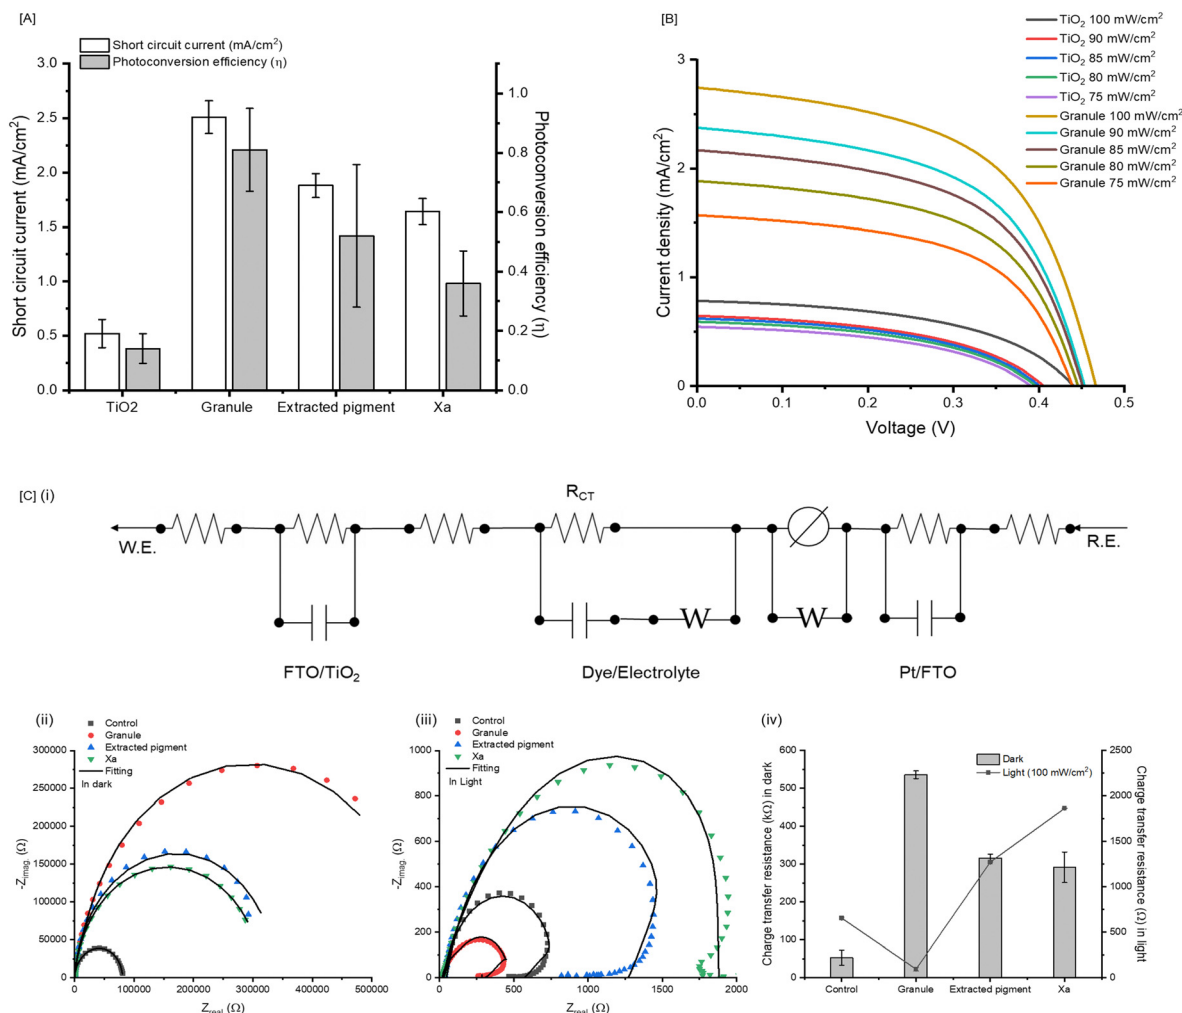 [A]
Short circuit current (mA/cm²)
Photoconversion efficiency (η)
3.0
2.5
2.0
1.5
1.0
0.5
0.0
Short circuit current (mA/cm²)
1.0
0.8
0.6
0.4
0.2
0.0
Photoconversion efficiency (η)
TiO2
Granule
Extracted pigment
Xa
[B]
TiO₂ 100 mW/cm²
TiO₂ 90 mW/cm²
TiO₂ 85 mW/cm²
TiO₂ 80 mW/cm²
TiO₂ 75 mW/cm²
Granule 100 mW/cm²
Granule 90 mW/cm²
Granule 85 mW/cm²
Granule 80 mW/cm²
Granule 75 mW/cm²
3
2
1
0
Current density (mA/cm²)
0.0
0.1
0.2
0.3
0.4
0.5
Voltage (V)
[C] (i)
R_CT
W.E.
R.E.
W
W
FTO/TiO₂
Dye/Electrolyte
Pt/FTO
(ii)
Control
Granule
Extracted pigment
Xa
Fitting
In dark
300000
250000
200000
150000
100000
50000
0
-Z_imag. (Ω)
0
100000
200000
300000
400000
500000
Z_real (Ω)
(iii)
Control
Granule
Extracted pigment
Xa
Fitting
In Light
1000
800
600
400
200
0
-Z_imag. (Ω)
0
500
1000
1500
2000
Z_real (Ω)
(iv)
Dark
Light (100 mW/cm²)
600
550
500
450
400
350
300
250
200
150
100
50
0
Charge transfer resistance (kΩ) in dark
2500
2000
1500
1000
500
0
Charge transfer resistance (Ω) in light
Control
Granule
Extracted pigment
Xa